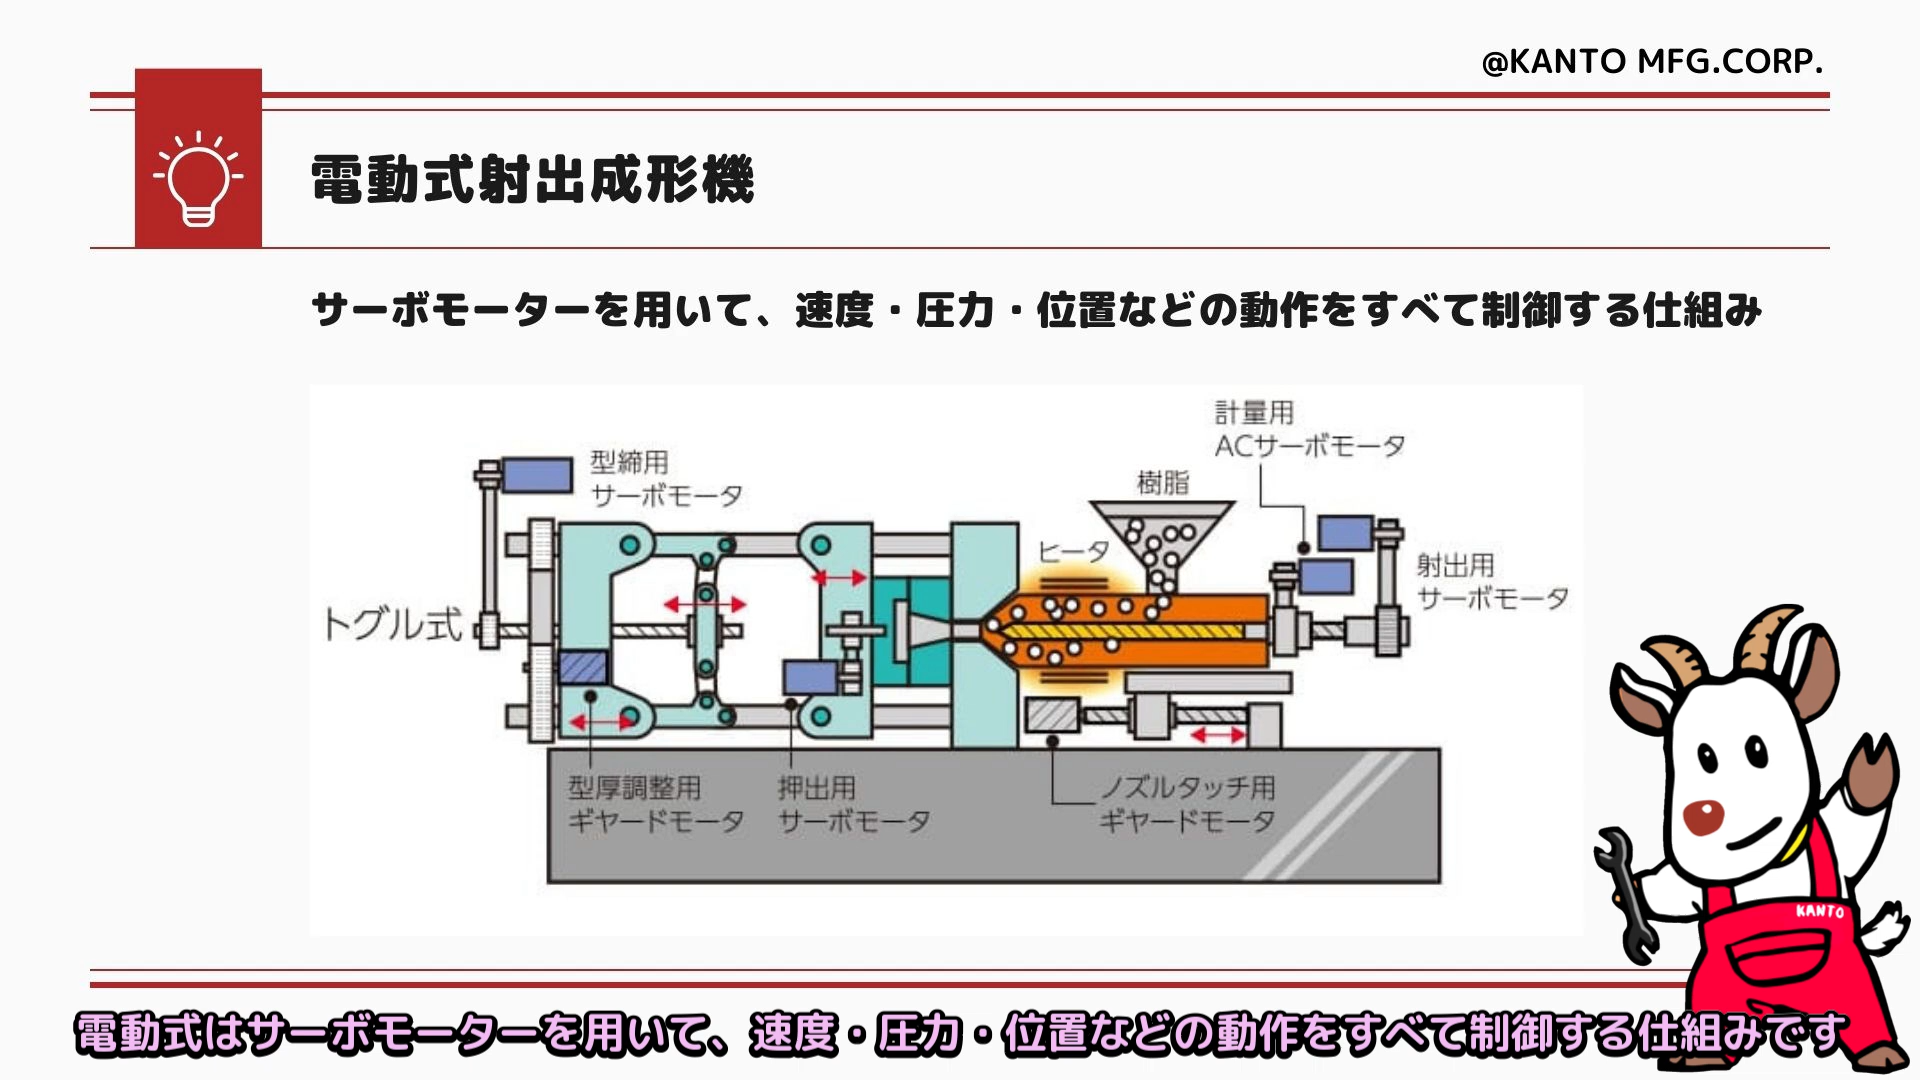 @KANTO MFG.CORP.
電動式射出成形機
サーボモーターを用いて、速度・圧力・位置などの動作をすべて制御する仕組み
計量用
ACサーボモータ
型締用
サーボモータ
樹脂
ヒータ
射出用
サーボモータ
トグル式
型厚調整用
ギヤードモータ
押出用
サーボモータ
ノズルタッチ用
ギヤードモータ
KANTO
電動式はサーボモーターを用いて、速度・圧力・位置などの動作をすべて制御する仕組みです